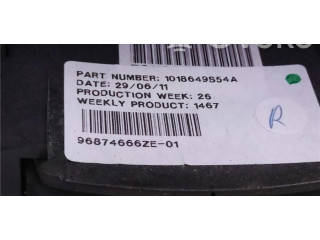 PART NUMBER: 1018649S54A
DATE: 29/06/11
PRODUCTION WEEK: 26
WEEKLY PRODUCT: 1467
R
96874666ZE-01